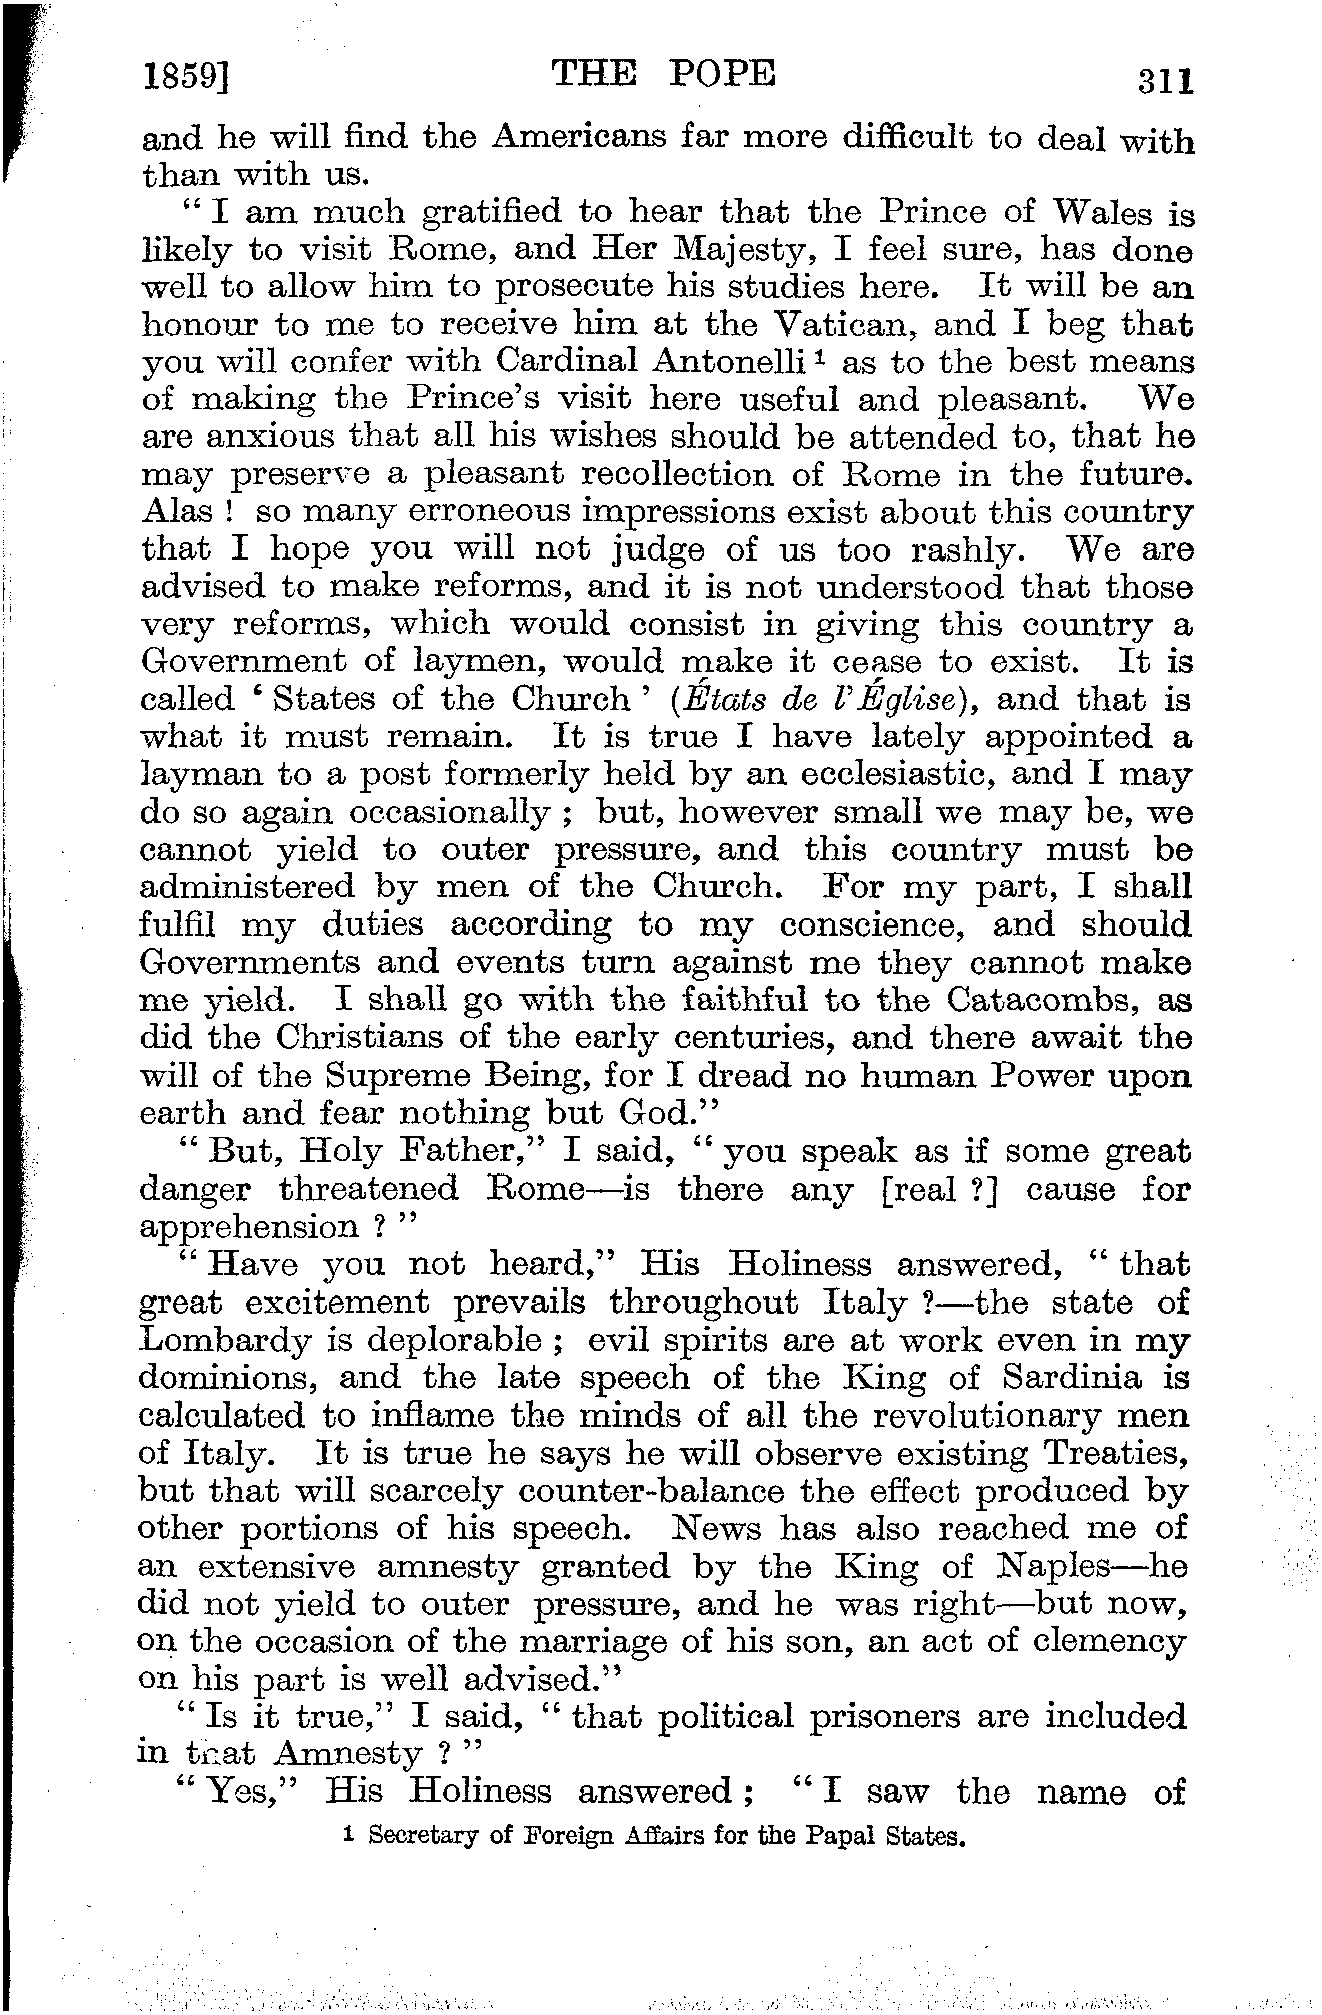 1859] THE POPE 311
and he will find the Americans far more difficult to deal with
than with us.
“ I am much gratified to hear that the Prince of Wales is
likely to visit Rome, and Her Majesty, I feel sure, has done
well to allow him to prosecute his studies here. It will be an
honour to me to receive him at the Vatican, and I beg that
you will confer with Cardinal Antonelli ¹ as to the best means
of making the Prince’s visit here useful and pleasant. We
are anxious that all his wishes should be attended to, that he
may preserve a pleasant recollection of Rome in the future.
Alas ! so many erroneous impressions exist about this country
that I hope you will not judge of us too rashly. We are
advised to make reforms, and it is not understood that those
very reforms, which would consist in giving this country a
Government of laymen, would make it cease to exist. It is
called ‘ States of the Church ’ (États de l’Église), and that is
what it must remain. It is true I have lately appointed a
layman to a post formerly held by an ecclesiastic, and I may
do so again occasionally ; but, however small we may be, we
cannot yield to outer pressure, and this country must be
administered by men of the Church. For my part, I shall
fulfil my duties according to my conscience, and should
Governments and events turn against me they cannot make
me yield. I shall go with the faithful to the Catacombs, as
did the Christians of the early centuries, and there await the
will of the Supreme Being, for I dread no human Power upon
earth and fear nothing but God.”
“ But, Holy Father,” I said, “ you speak as if some great
danger threatened Rome—is there any [real ?] cause for
apprehension ? ”
“ Have you not heard,” His Holiness answered, “ that
great excitement prevails throughout Italy ?—the state of
Lombardy is deplorable ; evil spirits are at work even in my
dominions, and the late speech of the King of Sardinia is
calculated to inflame the minds of all the revolutionary men
of Italy. It is true he says he will observe existing Treaties,
but that will scarcely counter-balance the effect produced by
other portions of his speech. News has also reached me of
an extensive amnesty granted by the King of Naples—he
did not yield to outer pressure, and he was right—but now,
on the occasion of the marriage of his son, an act of clemency
on his part is well advised.”
“ Is it true,” I said, “ that political prisoners are included
in that Amnesty ? ”
“ Yes,” His Holiness answered ; “ I saw the name of
1 Secretary of Foreign Affairs for the Papal States.